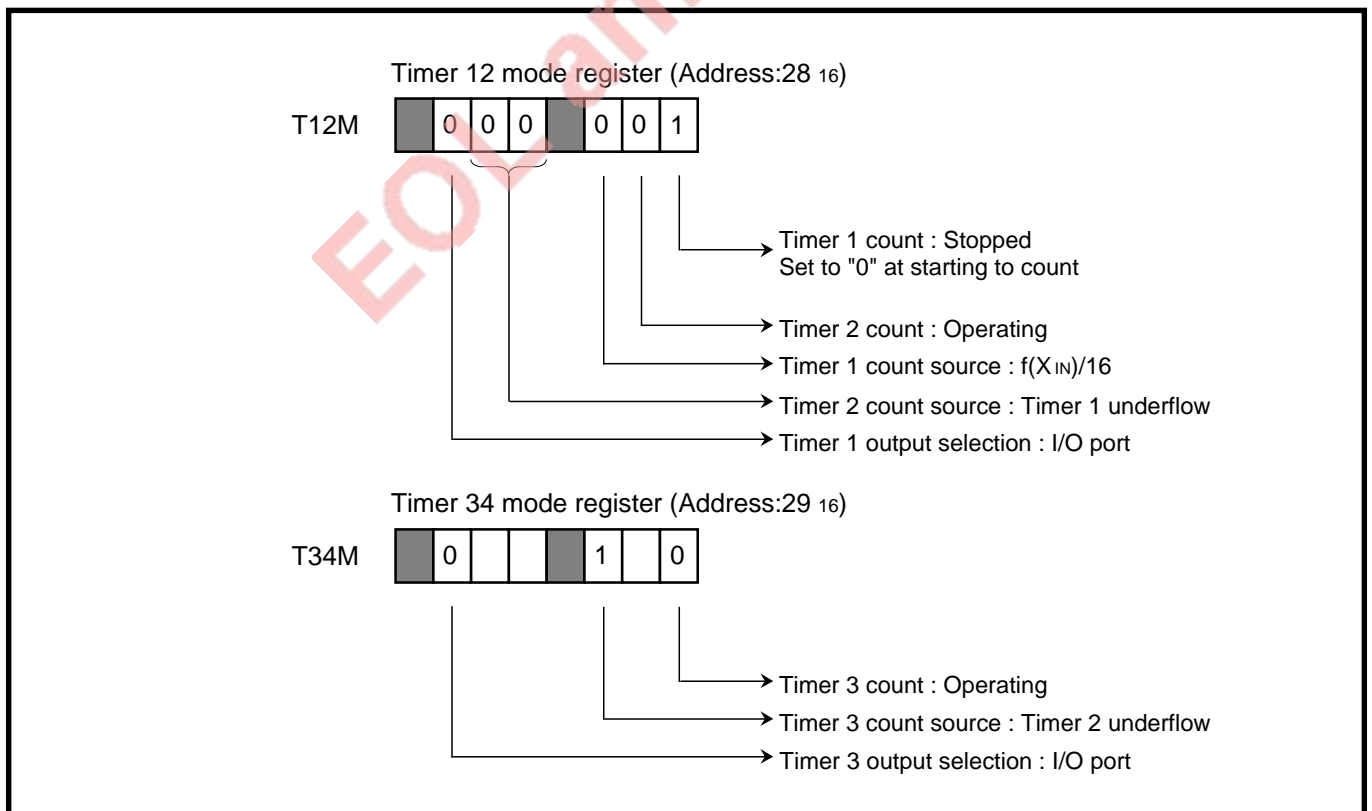 EOL an
Timer 12 mode register (Address:28 16)
T12M 0 0 0 0 0 1
Timer 1 count : Stopped
Set to "0" at starting to count
Timer 2 count : Operating
Timer 1 count source : f(XIN)/16
Timer 2 count source : Timer 1 underflow
Timer 1 output selection : I/O port
Timer 34 mode register (Address:29 16)
T34M 0 1 0
Timer 3 count : Operating
Timer 3 count source : Timer 2 underflow
Timer 3 output selection : I/O port